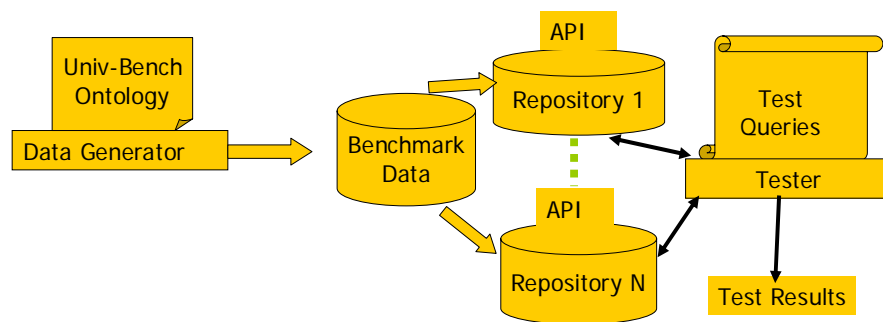 Univ-Bench
Ontology
Data Generator
Benchmark
Data
API
Repository 1
API
Repository N
Test
Queries
Tester
Test Results